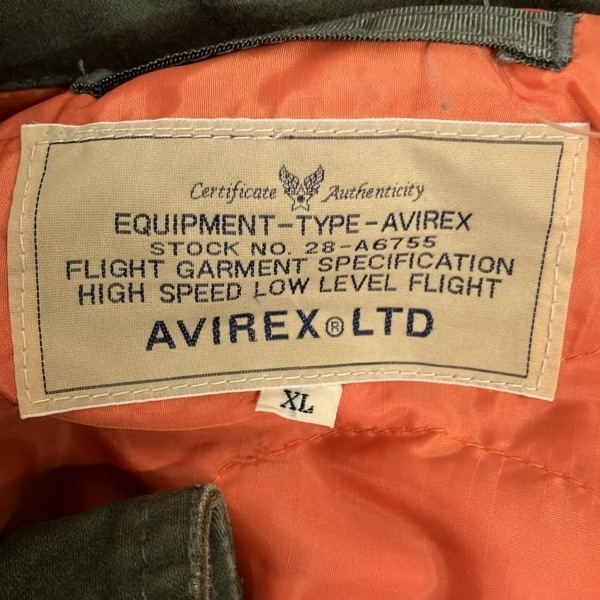 Certificate Authenticity
EQUIPMENT-TYPE-AVIREX
STOCK NO. 28-A6755
FLIGHT GARMENT SPECIFICATION
HIGH SPEED LOW LEVEL FLIGHT
AVIREX® LTD
XL